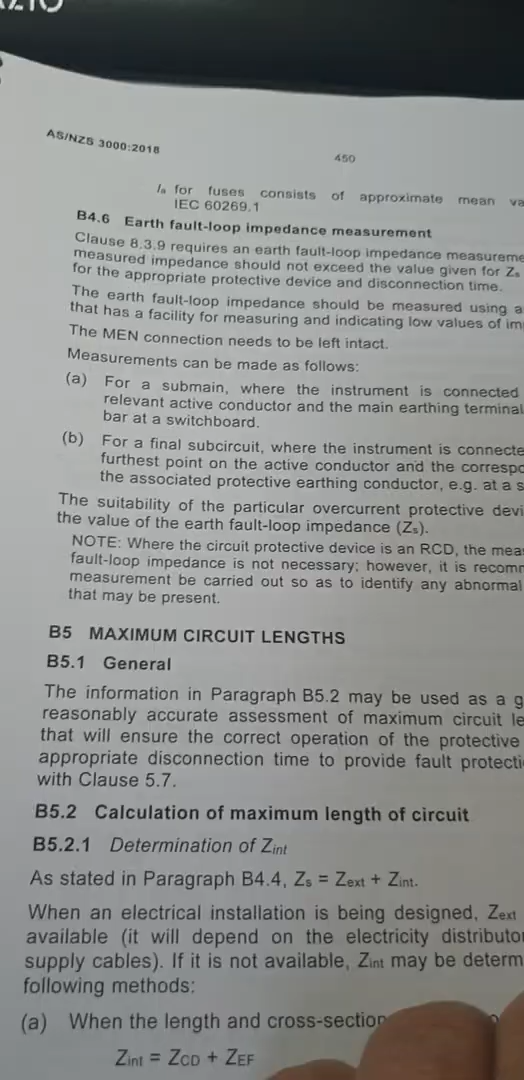 AS/NZS 3000:2018
450
Ia for fuses consists of approximate mean va
IEC 60269.1
B4.6 Earth fault-loop impedance measurement
Clause 8.3.9 requires an earth fault-loop impedance measureme
measured impedance should not exceed the value given for Zs
for the appropriate protective device and disconnection time.
The earth fault-loop impedance should be measured using a
that has a facility for measuring and indicating low values of im
The MEN connection needs to be left intact.
Measurements can be made as follows:
(a) For a submain, where the instrument is connected
relevant active conductor and the main earthing terminal
bar at a switchboard.
(b) For a final subcircuit, where the instrument is connecte
furthest point on the active conductor and the correspo
the associated protective earthing conductor, e.g. at a s
The suitability of the particular overcurrent protective devi
the value of the earth fault-loop impedance (Zs).
NOTE: Where the circuit protective device is an RCD, the mea
fault-loop impedance is not necessary; however, it is recomm
measurement be carried out so as to identify any abnormal
that may be present.
B5 MAXIMUM CIRCUIT LENGTHS
B5.1 General
The information in Paragraph B5.2 may be used as a g
reasonably accurate assessment of maximum circuit le
that will ensure the correct operation of the protective
appropriate disconnection time to provide fault protecti
with Clause 5.7.
B5.2 Calculation of maximum length of circuit
B5.2.1 Determination of Zint
As stated in Paragraph B4.4, Zs = Zext + Zint.
When an electrical installation is being designed, Zext
available (it will depend on the electricity distributo
supply cables). If it is not available, Zint may be determ
following methods:
(a) When the length and cross-section
Zint = ZCD + ZEF